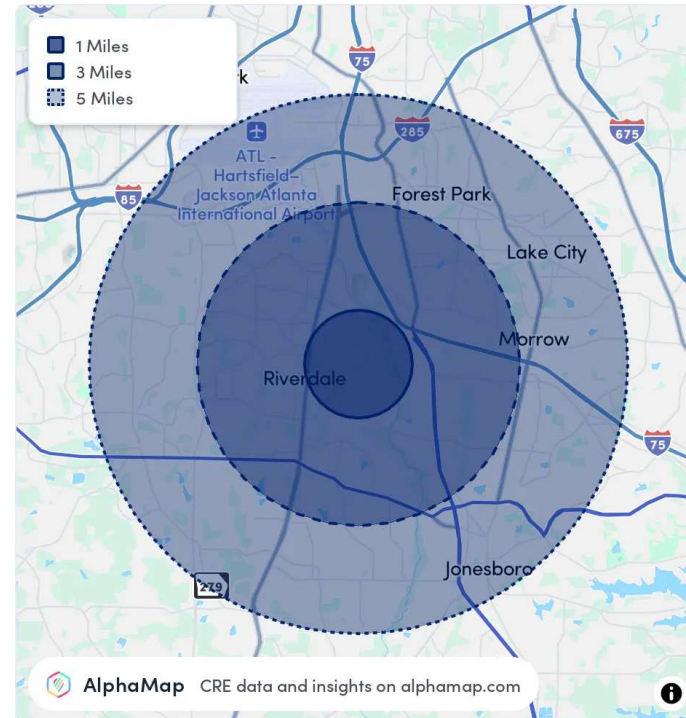 1 Miles
3 Miles
5 Miles
rk
75
285
675
ATL -
Hartsfield–
Jackson Atlanta
International Airport
85
Forest Park
Lake City
Morrow
Riverdale
75
Jonesboro
279
AlphaMap CRE data and insights on alphamap.com